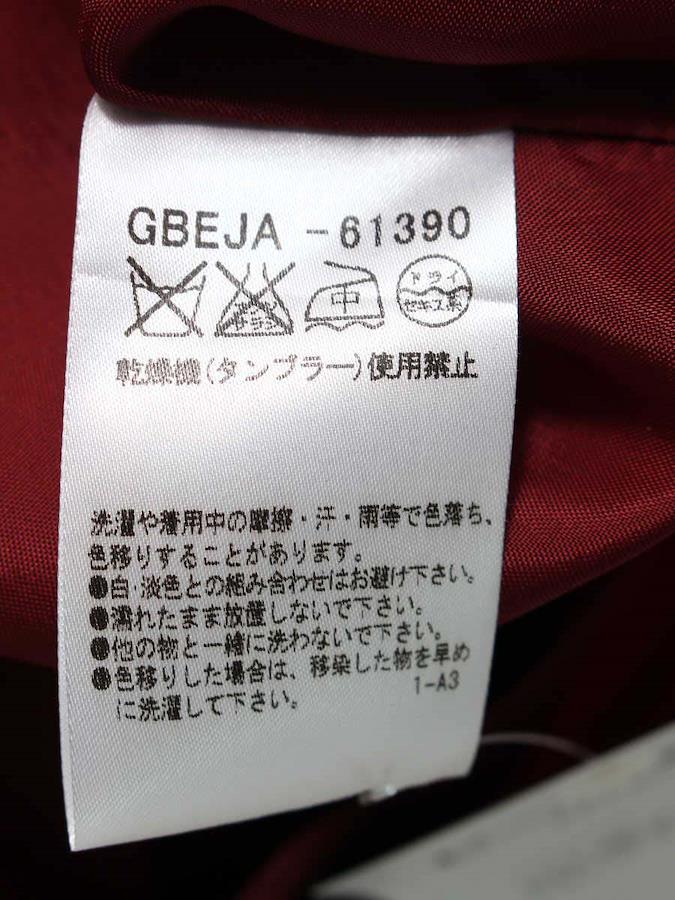 GBEJA -61390
中 ドライ
セキユ系
乾燥機(タンブラー)使用禁止
洗濯や着用中の摩擦・汗・雨等で色落ち、
色移りすることがあります。
●白・淡色との組み合わせはお避け下さい。
●濡れたまま放置しないで下さい。
●他の物と一緒に洗わないで下さい。
●色移りした場合は、移染した物を早め
に洗濯して下さい。
1-A3